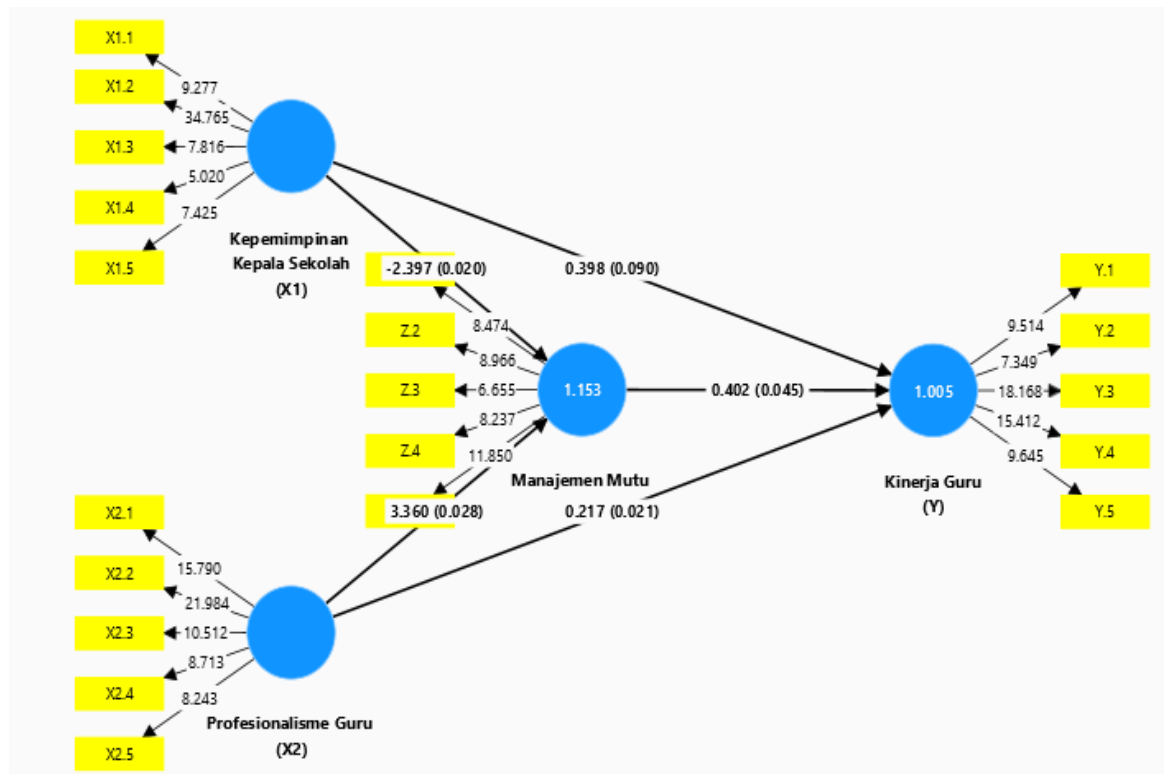 X1.1
X1.2
X1.3
X1.4
X1.5
9.277
34.765
7.816
5.020
7.425
Kepemimpinan
Kepala Sekolah
(X1)
-2.397 (0.020)
0.398 (0.090)
Z.2
Z.3
Z.4
8.474
8.966
6.655
8.237
11.850
1.153
Manajemen Mutu
0.402 (0.045)
1.005
Kinerja Guru
(Y)
9.514
7.349
18.168
15.412
9.645
Y.1
Y.2
Y.3
Y.4
Y.5
3.360 (0.028)
0.217 (0.021)
X2.1
X2.2
X2.3
X2.4
X2.5
15.790
21.984
10.512
8.713
8.243
Profesionalisme Guru
(X2)